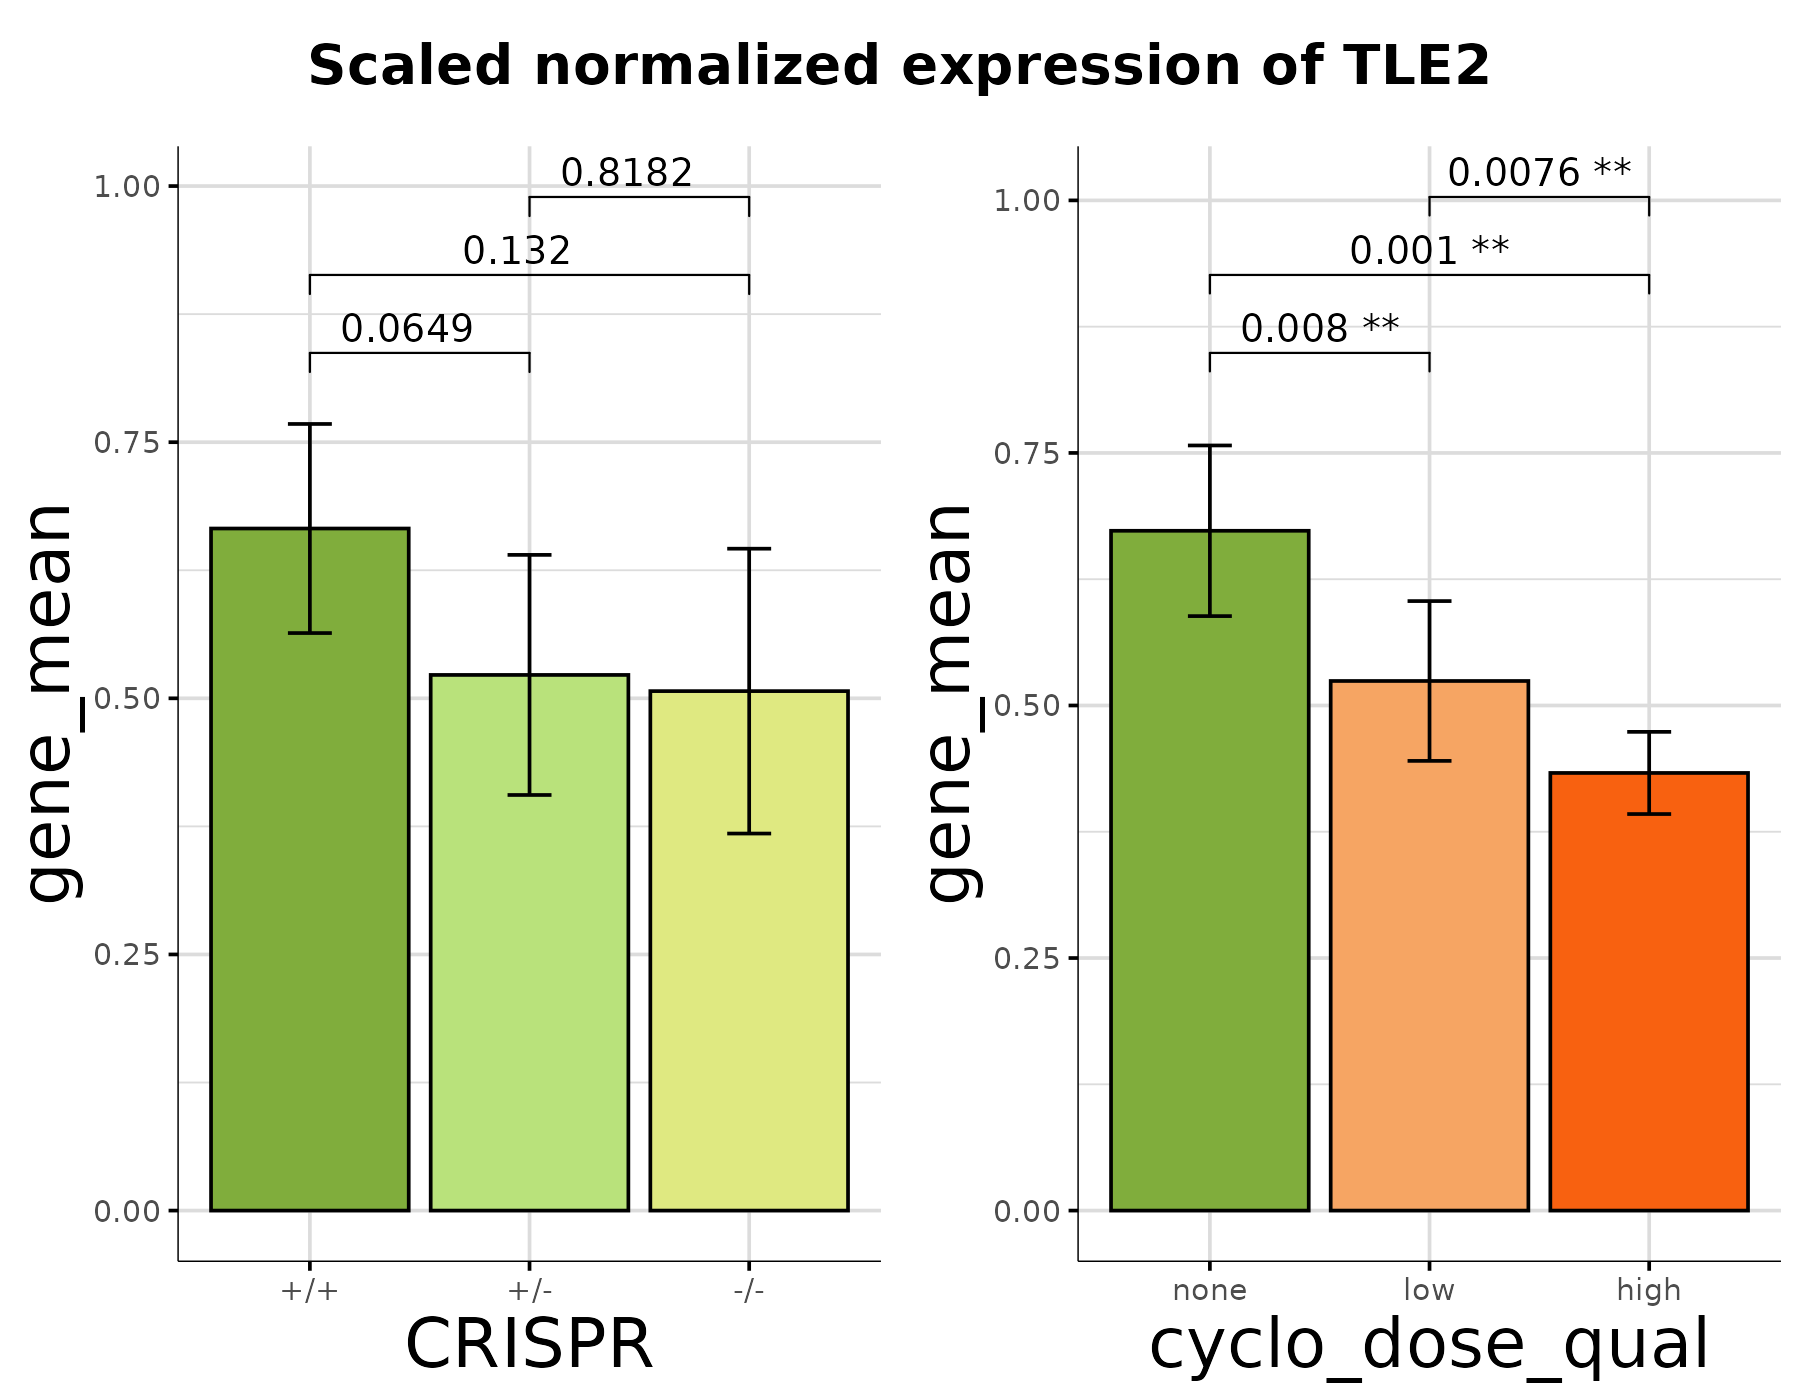 Scaled normalized expression of TLE2
gene_mean
1.00
0.75
0.50
0.25
0.00
0.8182
0.132
0.0649
+/+
+/-
-/-
CRISPR
gene_mean
1.00
0.75
0.50
0.25
0.00
0.0076 **
0.001 **
0.008 **
none
low
high
cyclo_dose_qual